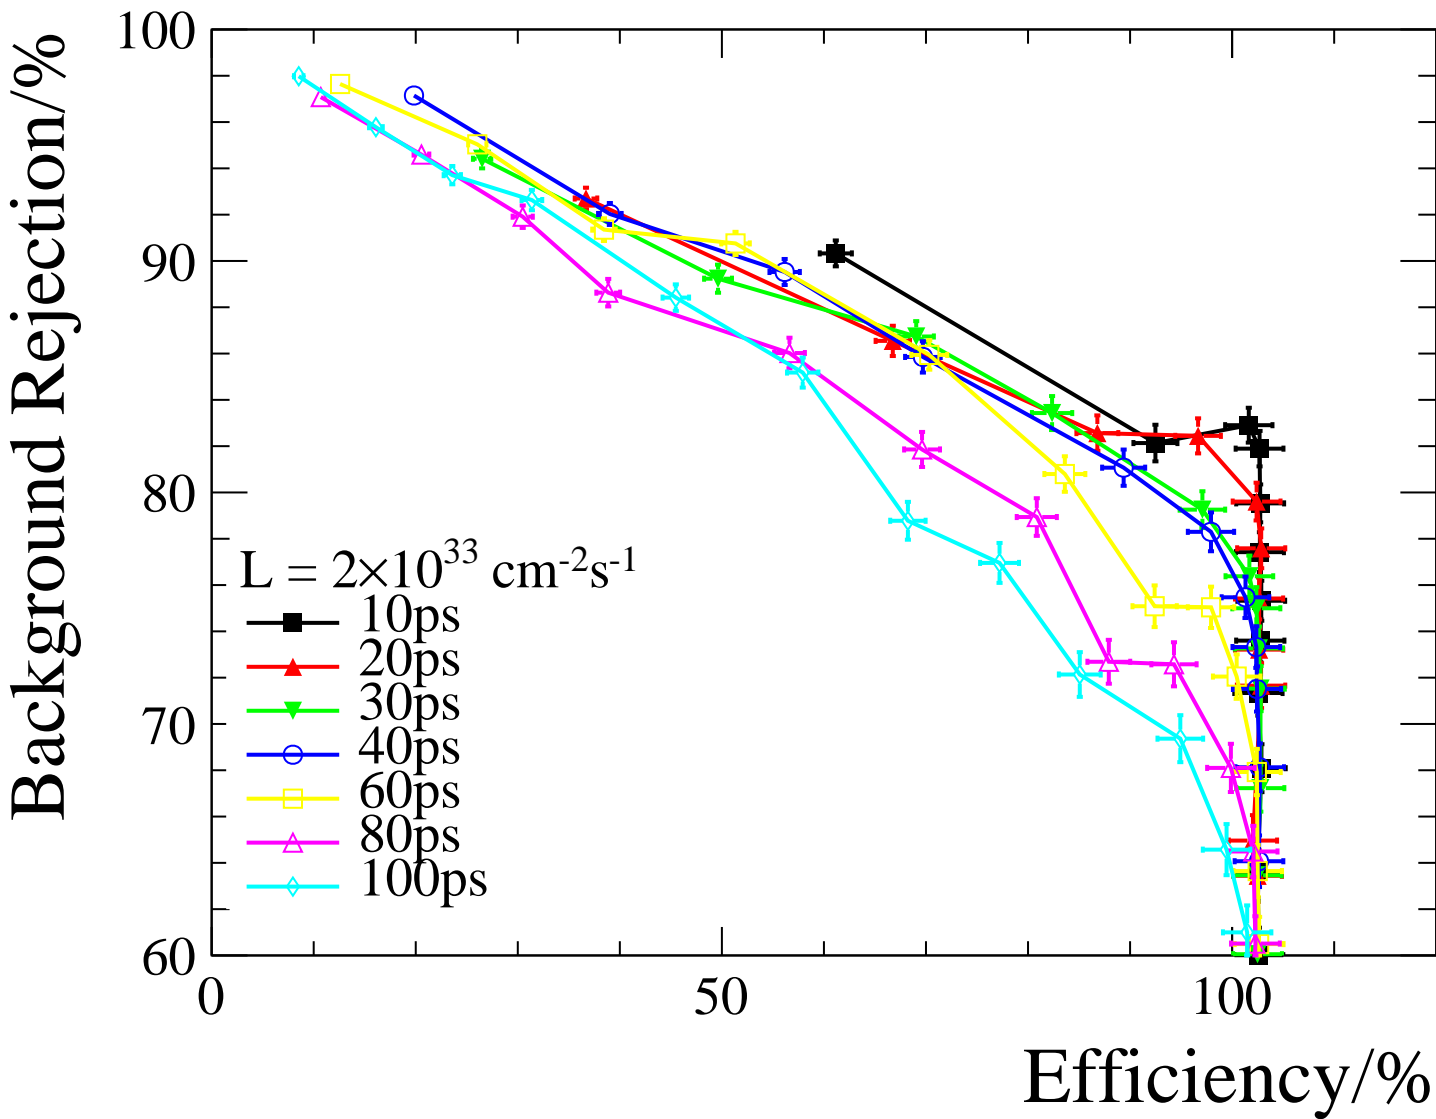 Background Rejection/%
100
90
80
70
60
L = 2×10³³ cm⁻²s⁻¹
10ps
20ps
30ps
40ps
60ps
80ps
100ps
0 50 100
Efficiency/%